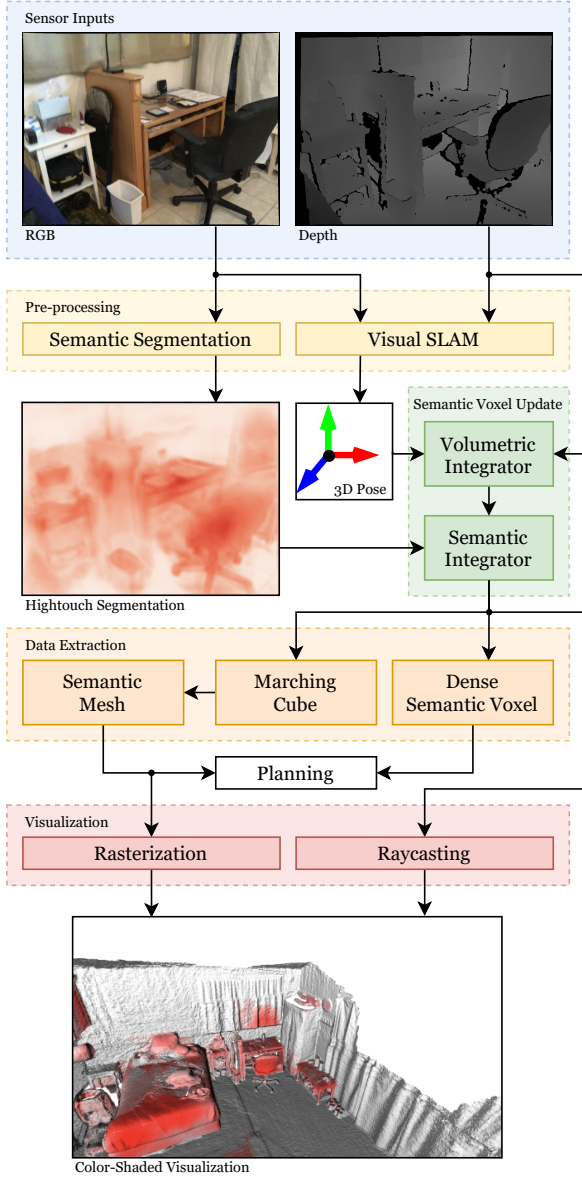 Sensor Inputs
RGB
Depth
Pre-processing
Semantic Segmentation
Visual SLAM
Semantic Voxel Update
Volumetric
Integrator
3D Pose
Semantic
Integrator
Hightouch Segmentation
Data Extraction
Semantic
Mesh
Marching
Cube
Dense
Semantic Voxel
Planning
Visualization
Rasterization
Raycasting
Color-Shaded Visualization